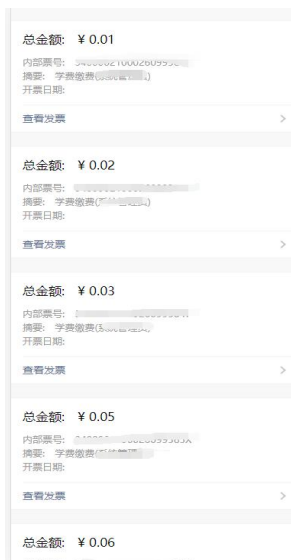 总金额: ￥0.01
内部票号:
摘要: 学费缴费(
开票日期:
查看发票
总金额: ￥0.02
内部票号:
摘要: 学费缴费(
开票日期:
查看发票
总金额: ￥0.03
内部票号:
摘要: 学费缴费(
开票日期:
查看发票
总金额: ￥0.05
内部票号:
摘要: 学费缴费(
开票日期:
查看发票
总金额: ￥0.06